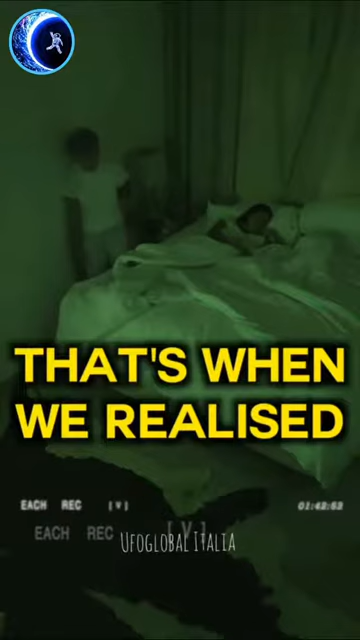 THAT'S WHEN
WE REALISED
EACH REC [V] 01:42:53
EACH REC [V]
UFOGLOBAL ITALIA